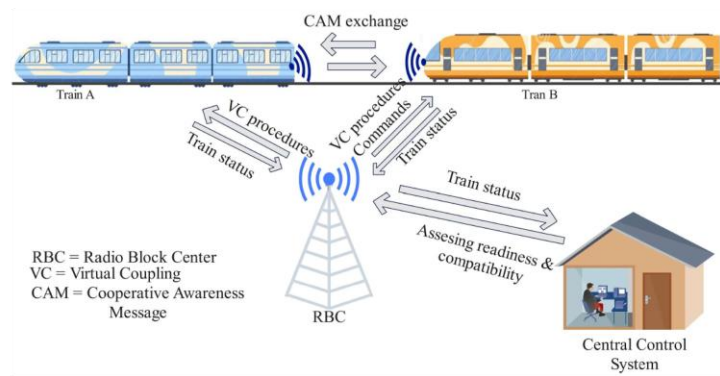 CAM exchange
Train A
Tran B
VC procedures
Train status
VC procedures
Commands
Train status
Train status
Assesing readiness &
compatibility
RBC = Radio Block Center
VC = Virtual Coupling
CAM = Cooperative Awareness
Message
RBC
Central Control
System